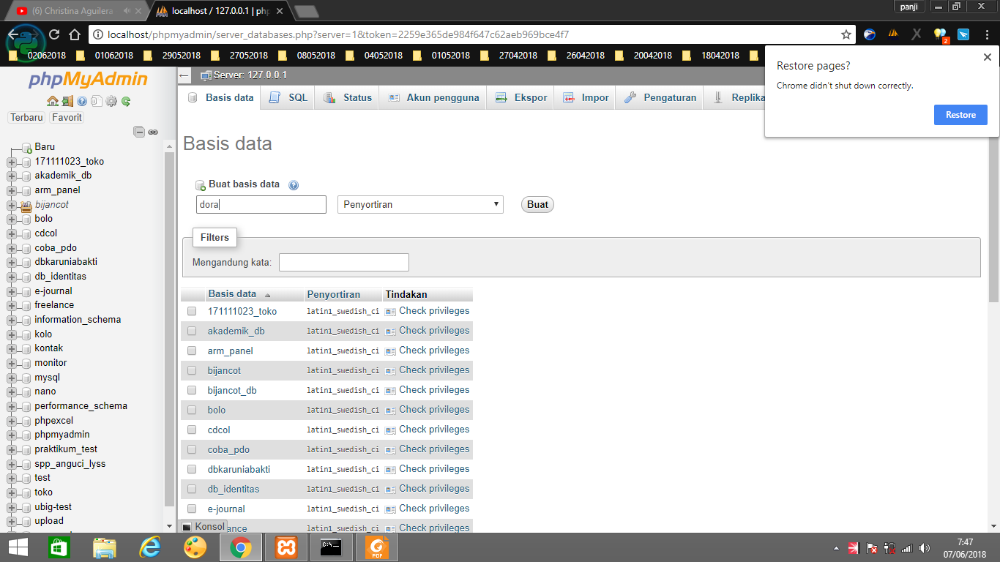 (6) Christina Aguilera
localhost / 127.0.0.1 | ph
panji
localhost/phpmyadmin/server_databases.php?server=1&token=2259e365de984f647c62aeb969bce4f7
2
02062018 01062018 29052018 27052018 08052018 04052018 01052018 27042018 26042018 20042018 18042018
Restore pages?
Chrome didn't shut down correctly.
Restore
phpMyAdmin
Terbaru Favorit
Baru
171111023_toko
akademik_db
arm_panel
bijancot
bolo
cdcol
coba_pdo
dbkaruniabakti
db_identitas
e-journal
freelance
information_schema
kolo
kontak
monitor
mysql
nano
performance_schema
phpexcel
phpmyadmin
praktikum_test
spp_anguci_lyss
test
toko
ubig-test
upload
Server: 127.0.0.1
Basis data SQL Status Akun pengguna Ekspor Impor Pengaturan Replika
Basis data
Buat basis data
dora Penyortiran Buat
Filters
Mengandung kata:
Basis data Penyortiran Tindakan
171111023_toko latin1_swedish_ci Check privileges
akademik_db latin1_swedish_ci Check privileges
arm_panel latin1_swedish_ci Check privileges
bijancot latin1_swedish_ci Check privileges
bijancot_db latin1_swedish_ci Check privileges
bolo latin1_swedish_ci Check privileges
cdcol latin1_swedish_ci Check privileges
coba_pdo latin1_swedish_ci Check privileges
dbkaruniabakti latin1_swedish_ci Check privileges
db_identitas latin1_swedish_ci Check privileges
e-journal latin1_swedish_ci Check privileges
ance latin1_swedish_ci Check privileges
Konsol
C:\
PDF
7:47
07/06/2018